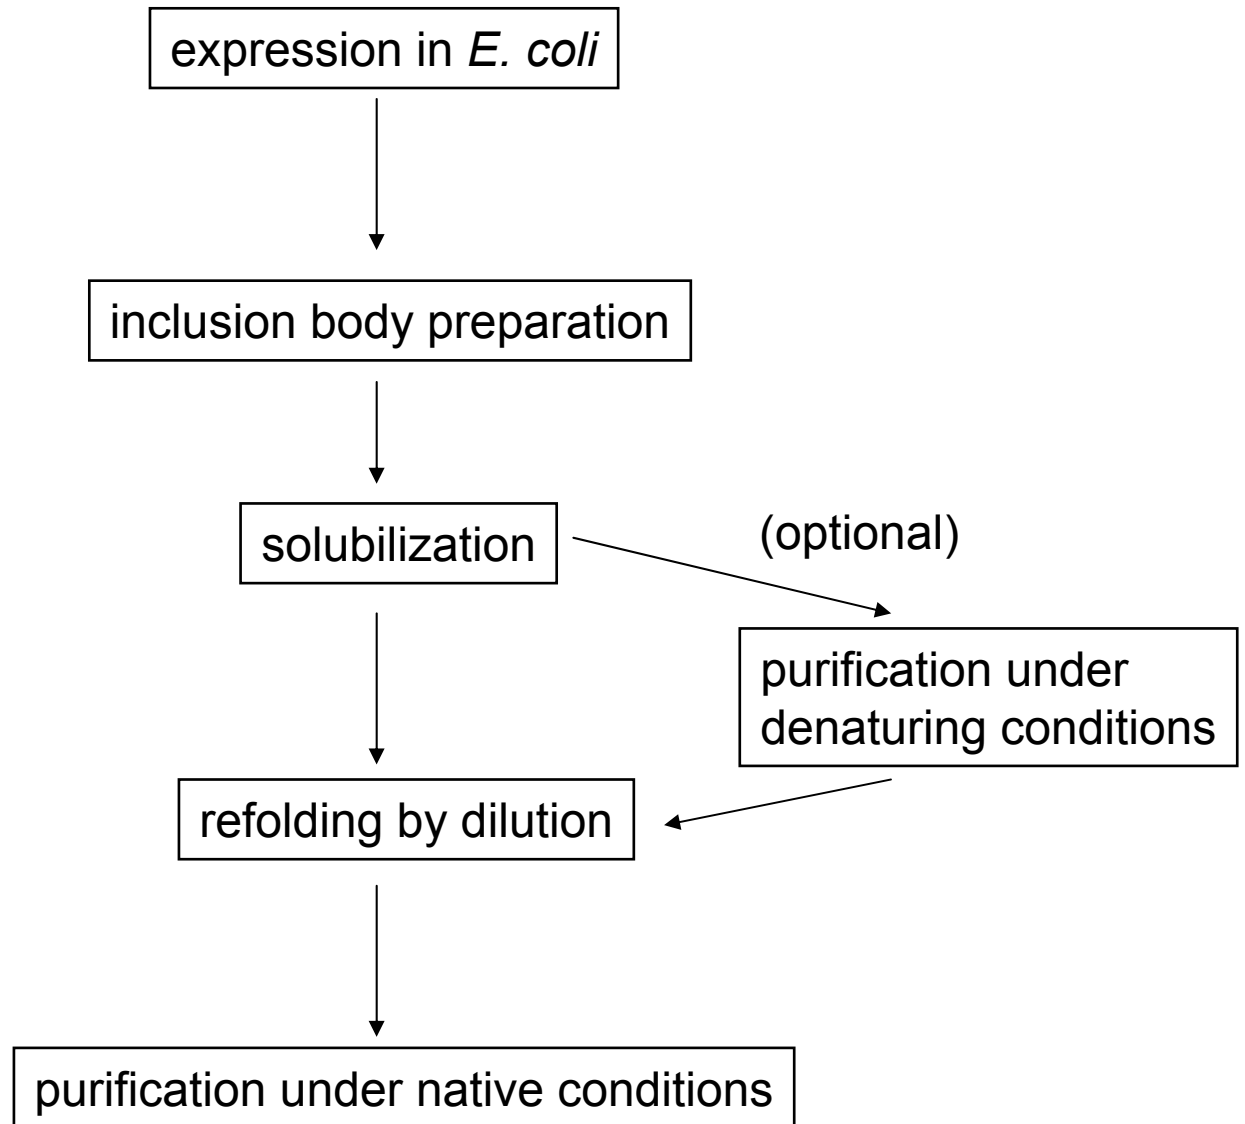 expression in E. coli
inclusion body preparation
solubilization
(optional)
purification under
denaturing conditions
refolding by dilution
purification under native conditions